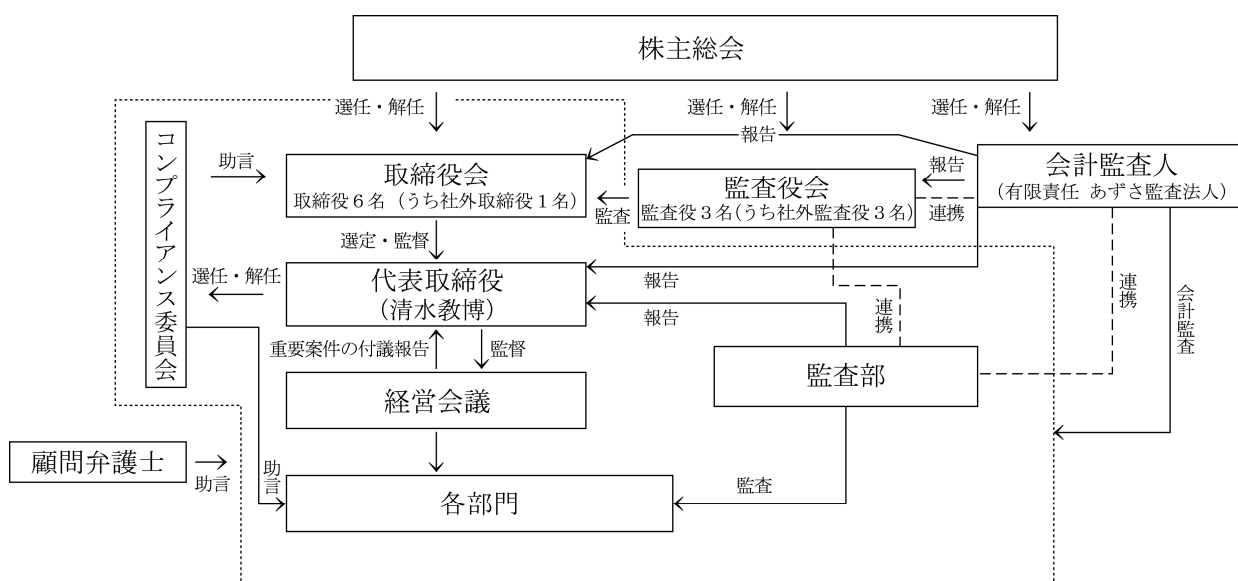 株主総会
選任・解任
選任・解任
選任・解任
コンプライアンス委員会
助言
取締役会
取締役6名（うち社外取締役1名）
報告
監査
監査役会
監査役3名(うち社外監査役3名)
報告
連携
会計監査人
（有限責任 あずさ監査法人）
選定・監督
選任・解任
代表取締役
（清水教博）
報告
報告
連携
連携
会計監査
重要案件の付議報告
監督
監査部
経営会議
顧問弁護士
助言
助言
各部門
監査